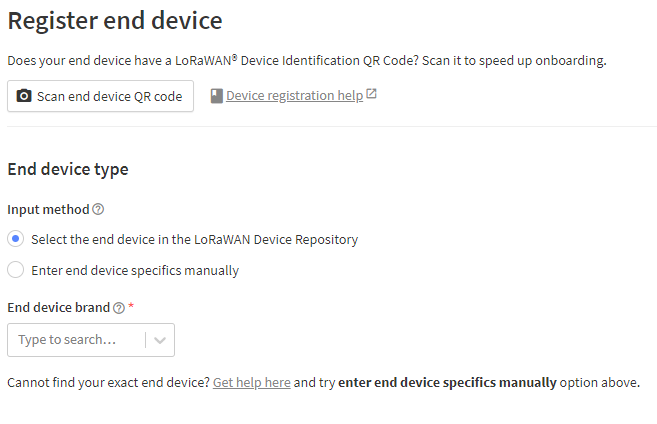 Register end device
Does your end device have a LoRaWAN® Device Identification QR Code? Scan it to speed up onboarding.
Scan end device QR code
Device registration help
End device type
Input method
Select the end device in the LoRaWAN Device Repository
Enter end device specifics manually
End device brand *
Type to search...
Cannot find your exact end device? Get help here and try enter end device specifics manually option above.